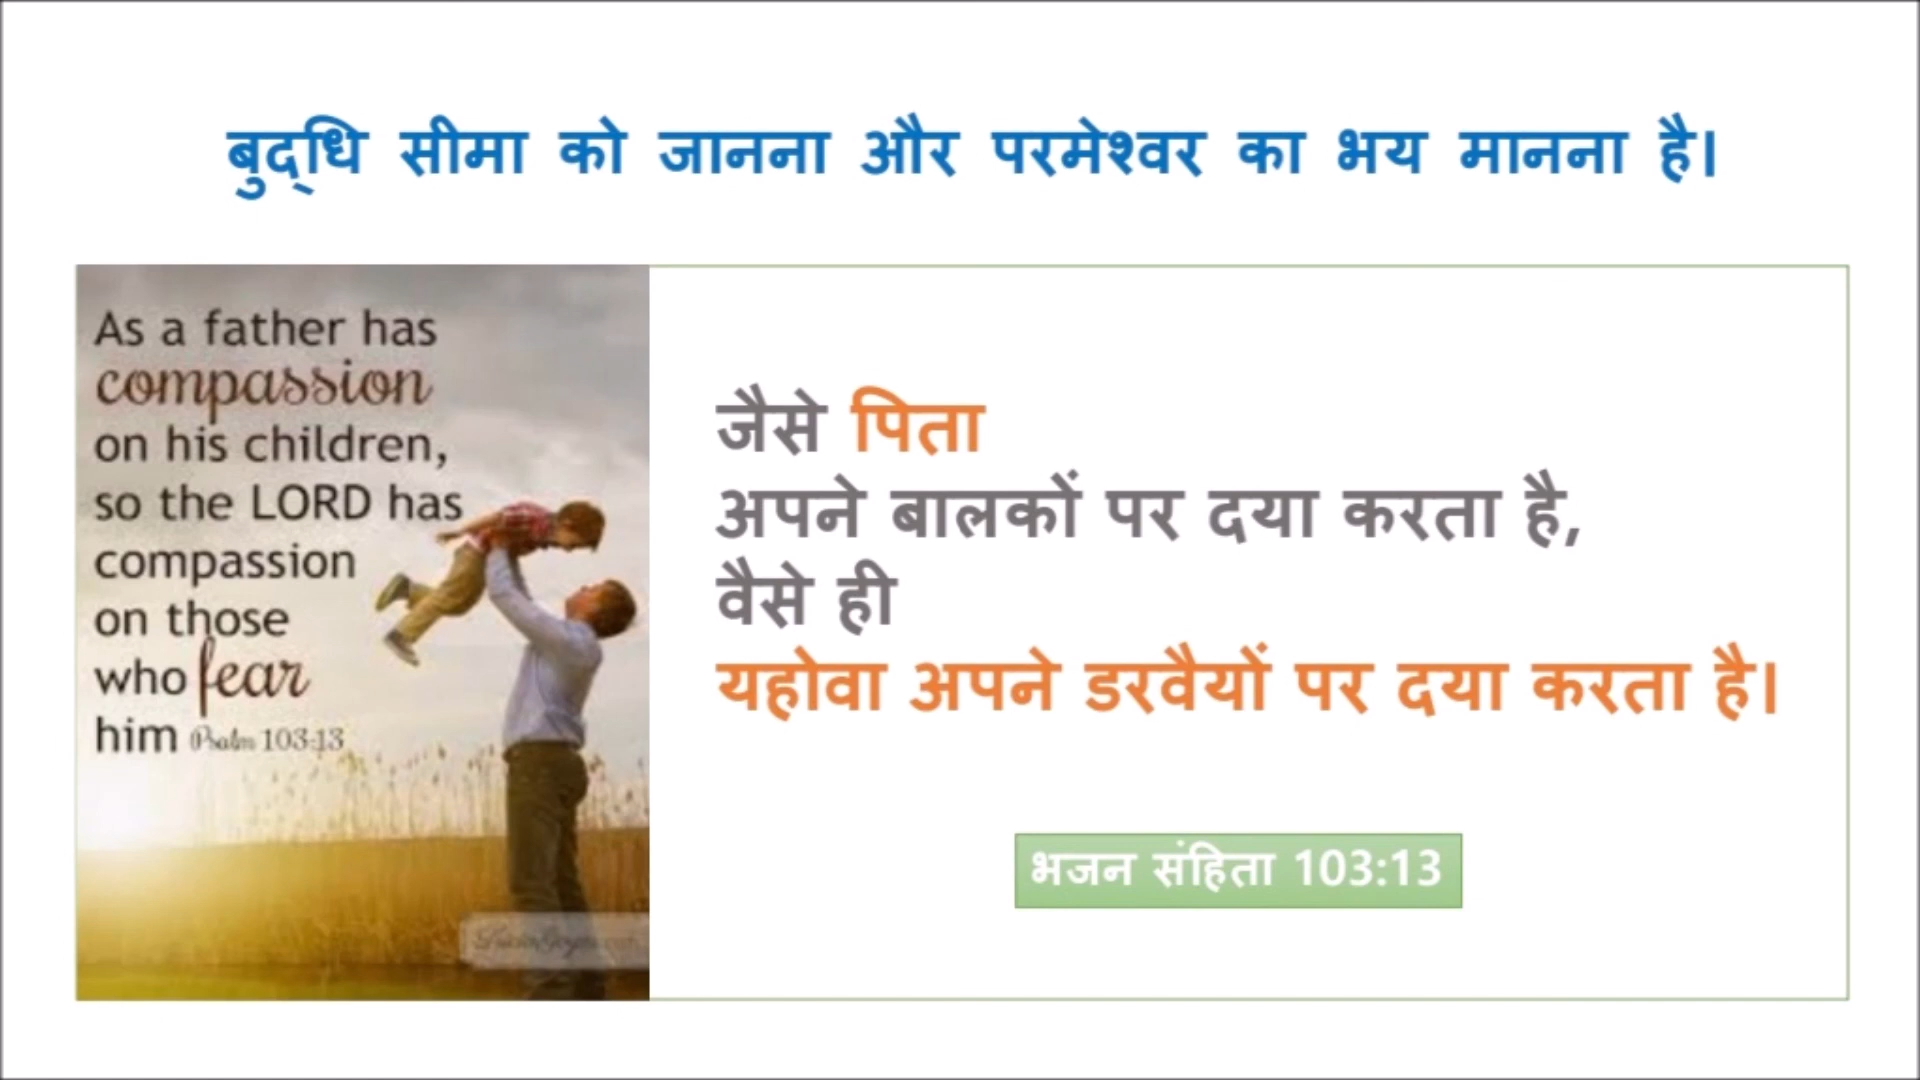 बुद्धि सीमा को जानना और परमेश्वर का भय मानना है।
As a father has
compassion
on his children,
so the LORD has
compassion
on those
who fear
him Psalm 103:13
जैसे पिता
अपने बालकों पर दया करता है,
वैसे ही
यहोवा अपने डरवैयों पर दया करता है।
भजन संहिता 103:13